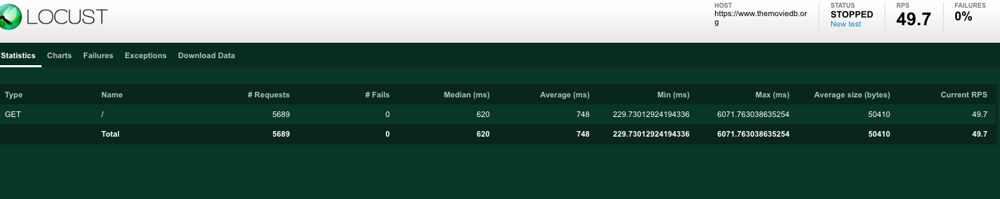 LOCUST
HOST
https://www.themoviedb.or
g
STATUS
STOPPED
New test
RPS
49.7
FAILURES
0%
Statistics Charts Failures Exceptions Download Data
Type Name # Requests # Fails Median (ms) Average (ms) Min (ms) Max (ms) Average size (bytes) Current RPS
GET / 5689 0 620 748 229.73012924194336 6071.763038635254 50410 49.7
Total 5689 0 620 748 229.73012924194336 6071.763038635254 50410 49.7